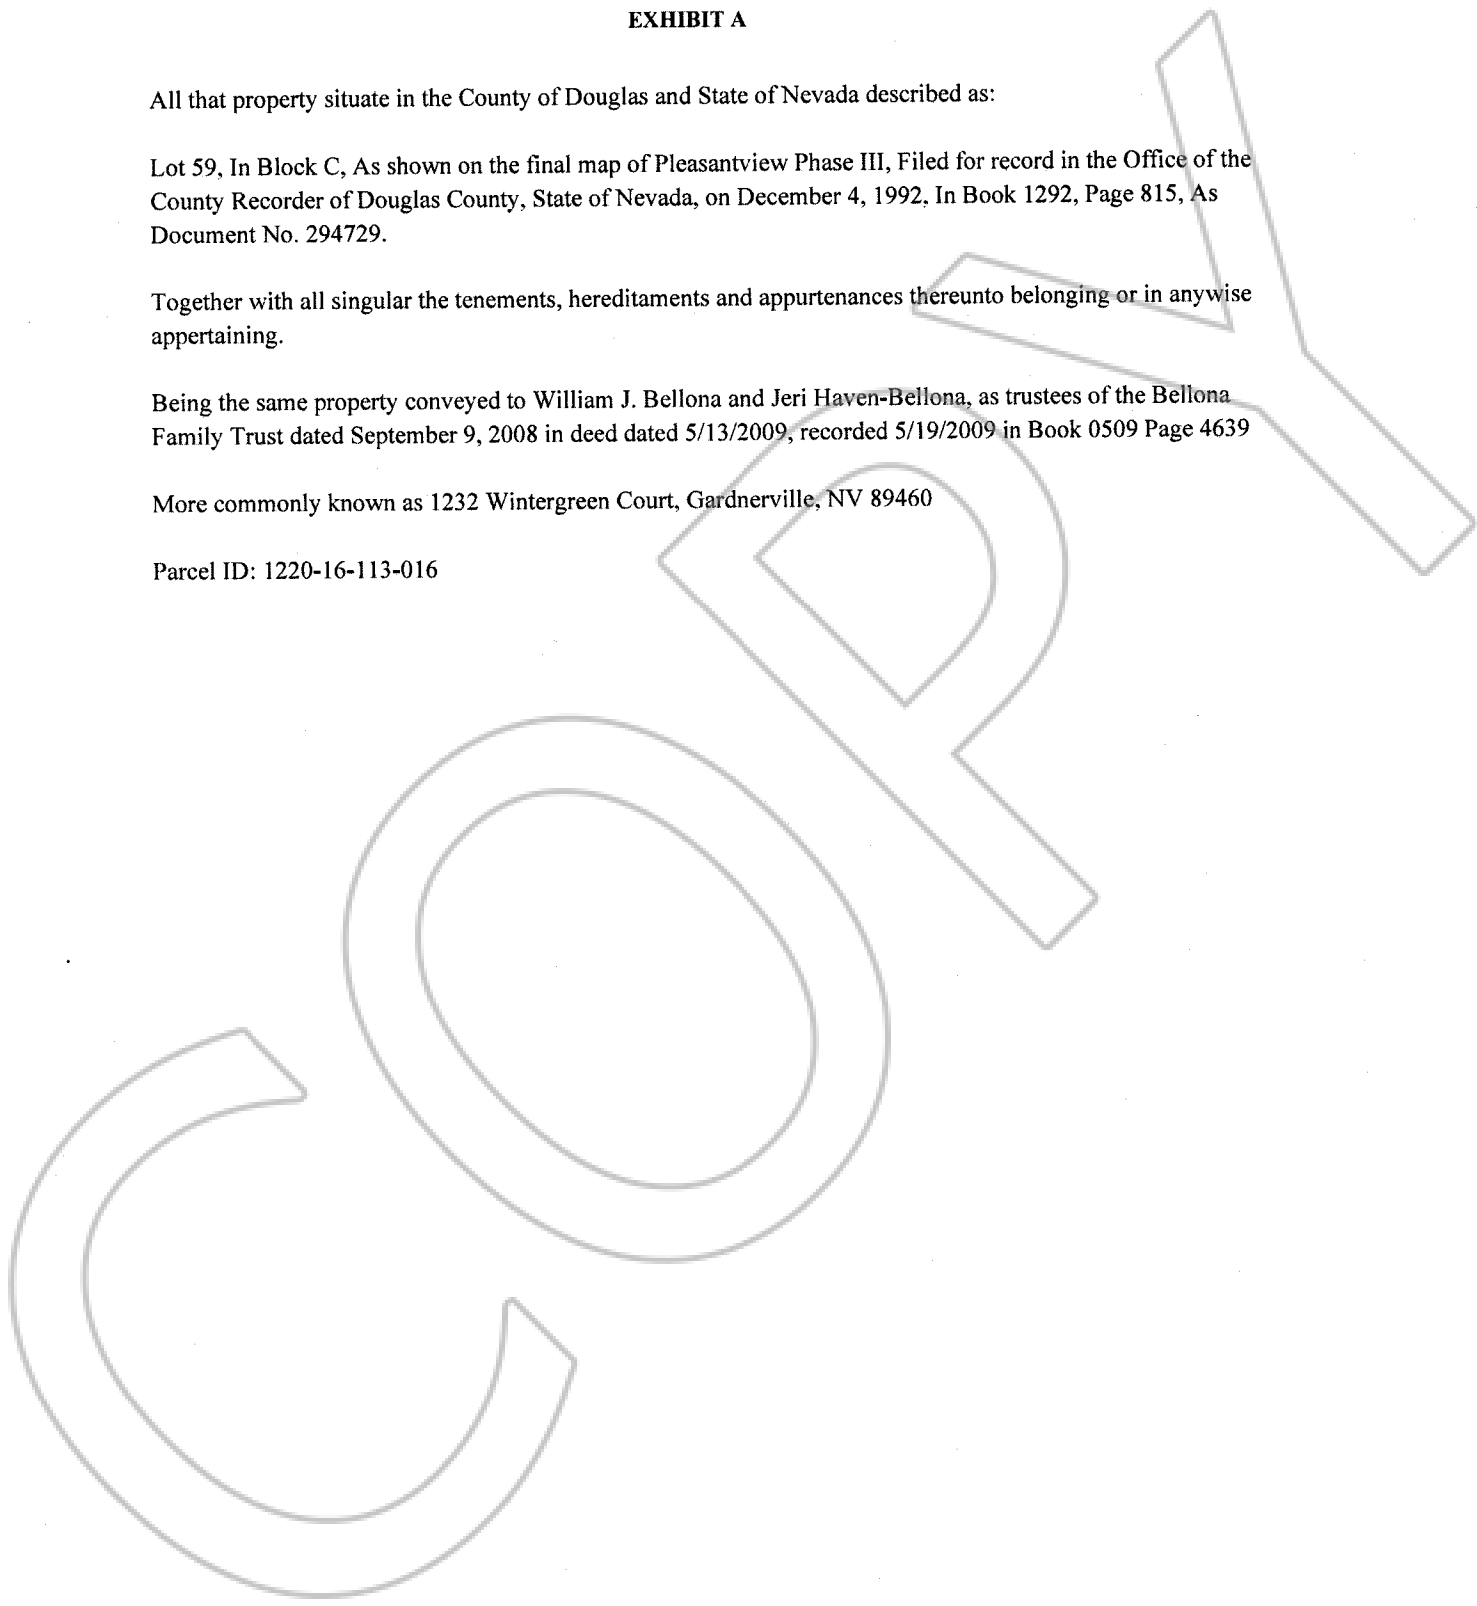 EXHIBIT A
All that property situate in the County of Douglas and State of Nevada described as:
Lot 59, In Block C, As shown on the final map of Pleasantview Phase III, Filed for record in the Office of the
County Recorder of Douglas County, State of Nevada, on December 4, 1992, In Book 1292, Page 815, As
Document No. 294729.
Together with all singular the tenements, hereditaments and appurtenances thereunto belonging or in anywise
appertaining.
Being the same property conveyed to William J. Bellona and Jeri Haven-Bellona, as trustees of the Bellona
Family Trust dated September 9, 2008 in deed dated 5/13/2009, recorded 5/19/2009 in Book 0509 Page 4639
More commonly known as 1232 Wintergreen Court, Gardnerville, NV 89460
Parcel ID: 1220-16-113-016
COPY